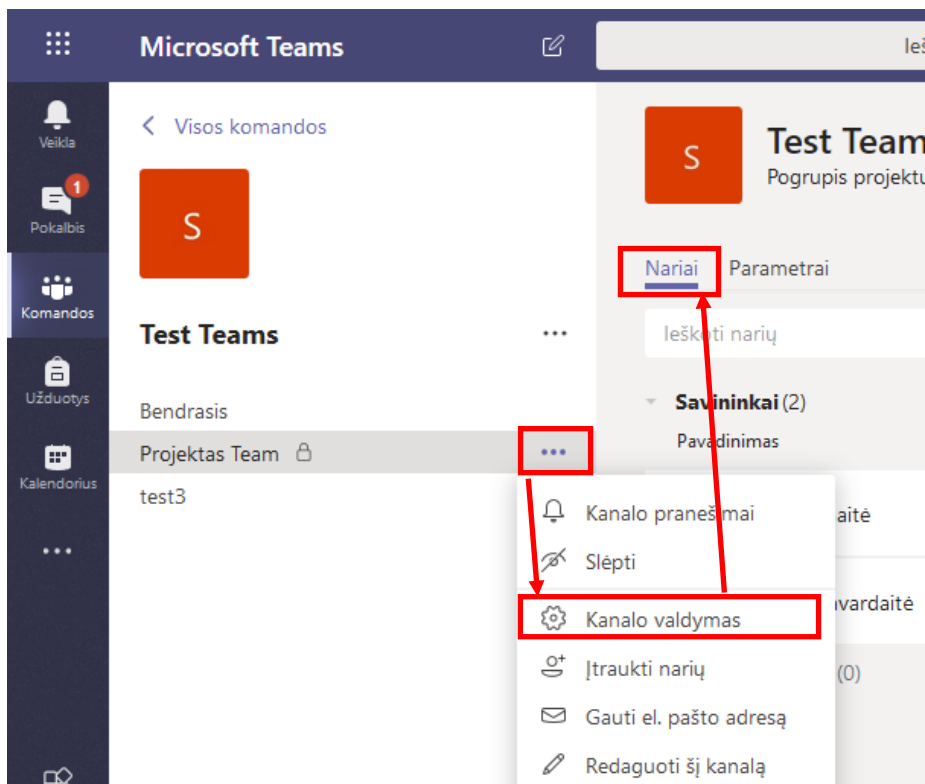 Microsoft Teams
Veikla
1
Pokalbis
Komandos
Užduotys
Kalendorius
Visos komandos
S
Test Teams
Bendrasis
Projektas Team
test3
S
Test Team
Pogrupis
Nariai
Parametrai
Ieškoti narių
Savininkai (2)
Pavadinimas
Kanalo pranešimai
Slėpti
Kanalo valdymas
Įtraukti narių
Gauti el. pašto adresą
Redaguoti šį kanalą
aitė
vardaitė
(0)